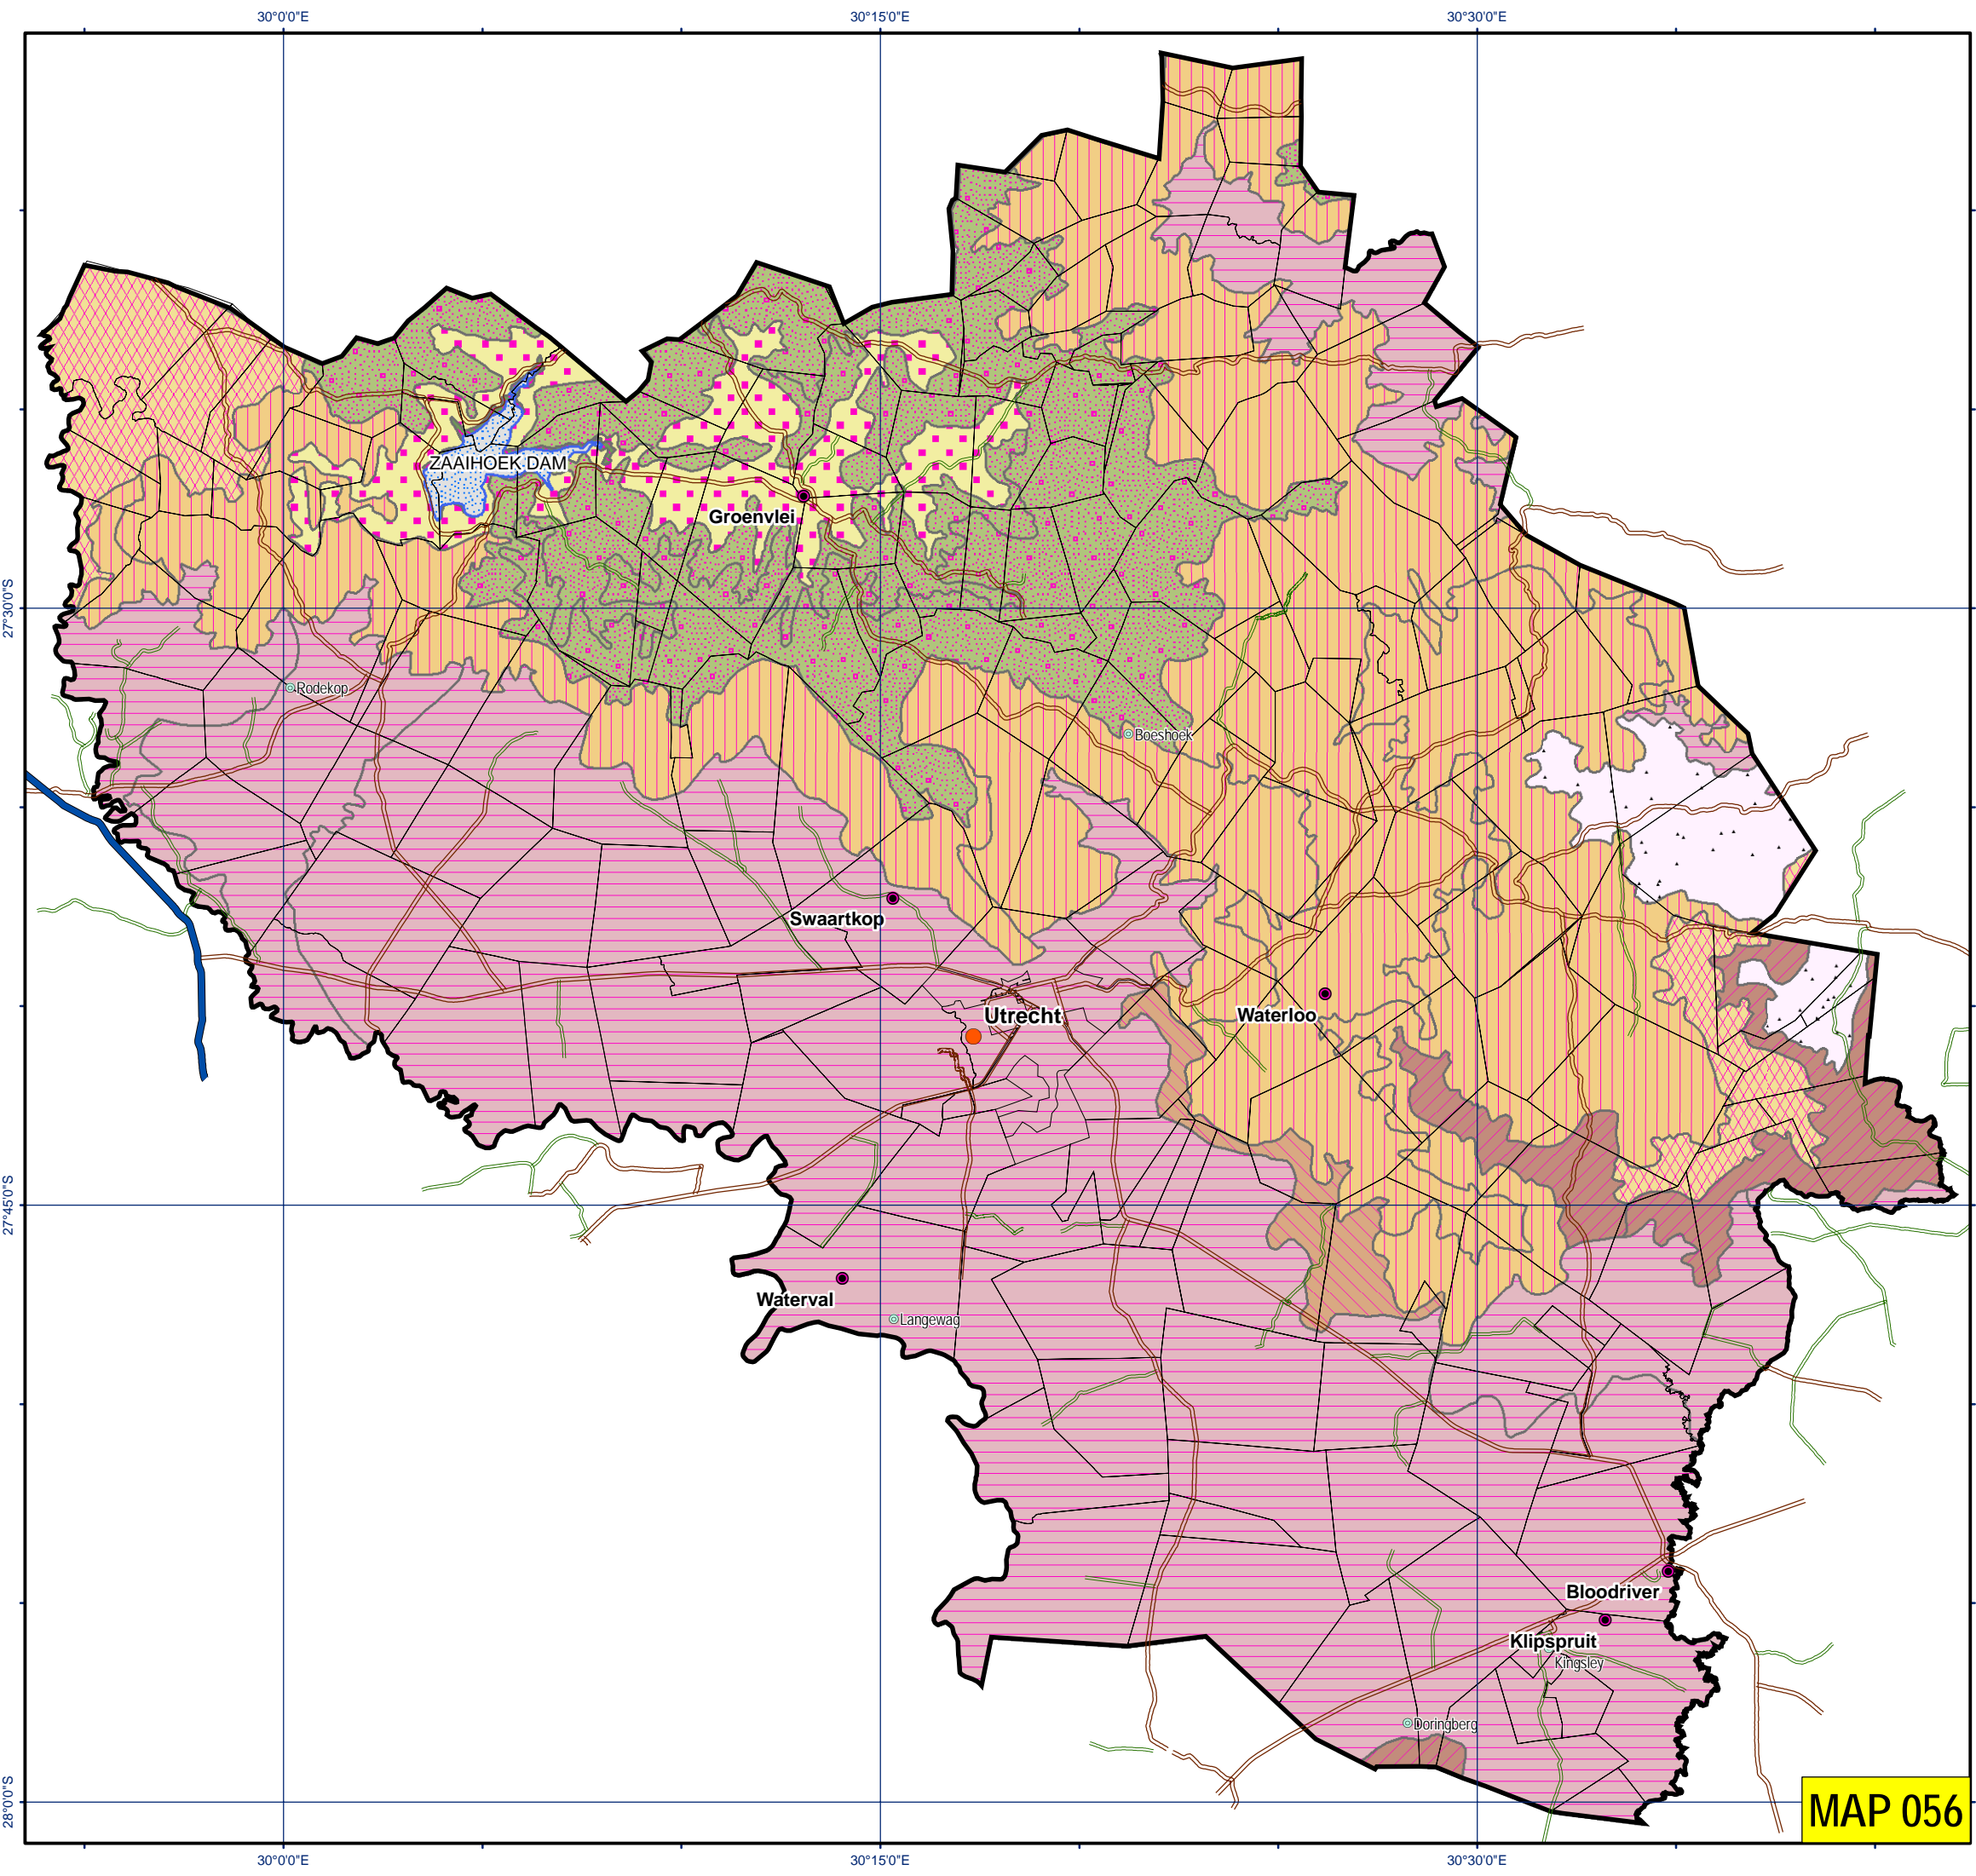 30°0'0"E
30°15'0"E
30°30'0"E
ZAAIHOEK DAM
Groenvlei
27°30'0"S
Rodekop
Boeshoek
Swaartkop
Utrecht
Waterloo
27°45'0"S
Waterval
Langewag
Bloodriver
Klipspruit
Kingsley
Doringberg
28°0'0"S
MAP 056
30°0'0"E
30°15'0"E
30°30'0"E